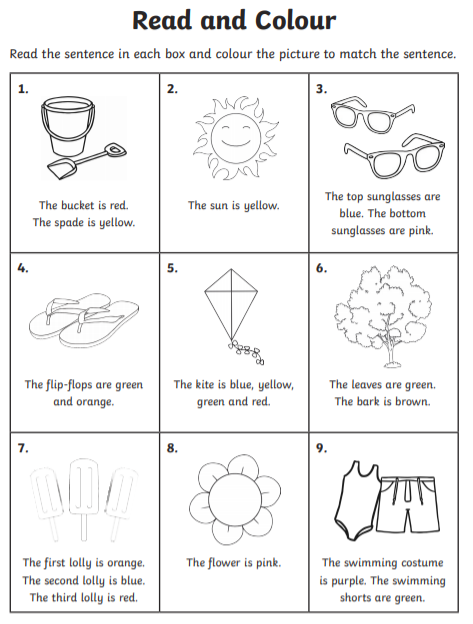 Read and Colour
Read the sentence in each box and colour the picture to match the sentence.
1.
The bucket is red.
The spade is yellow.
2.
The sun is yellow.
3.
The top sunglasses are
blue. The bottom
sunglasses are pink.
4.
The flip-flops are green
and orange.
5.
The kite is blue, yellow,
green and red.
6.
The leaves are green.
The bark is brown.
7.
The first lolly is orange.
The second lolly is blue.
The third lolly is red.
8.
The flower is pink.
9.
The swimming costume
is purple. The swimming
shorts are green.